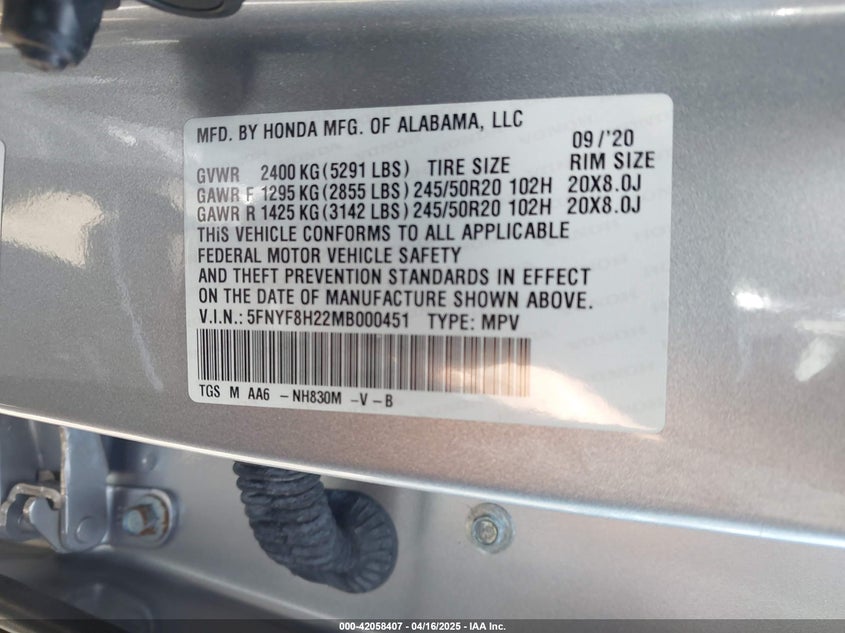 MFD. BY HONDA MFG. OF ALABAMA, LLC 09/'20
GVWR 2400 KG (5291 LBS) TIRE SIZE RIM SIZE
GAWR F 1295 KG (2855 LBS) 245/50R20 102H 20X8.0J
GAWR R 1425 KG (3142 LBS) 245/50R20 102H 20X8.0J
THiS VEHICLE CONFORMS TO ALL APPLICABLE
FEDERAL MOTOR VEHICLE SAFETY
AND THEFT PREVENTION STANDARDS IN EFFECT
ON THE DATE OF MANUFACTURE SHOWN ABOVE.
V.I.N.: 5FNYF8H22MB000451 TYPE: MPV
TGS M AA6 -NH830M -V -B
000-42058407 - 04/16/2025 - IAA Inc.